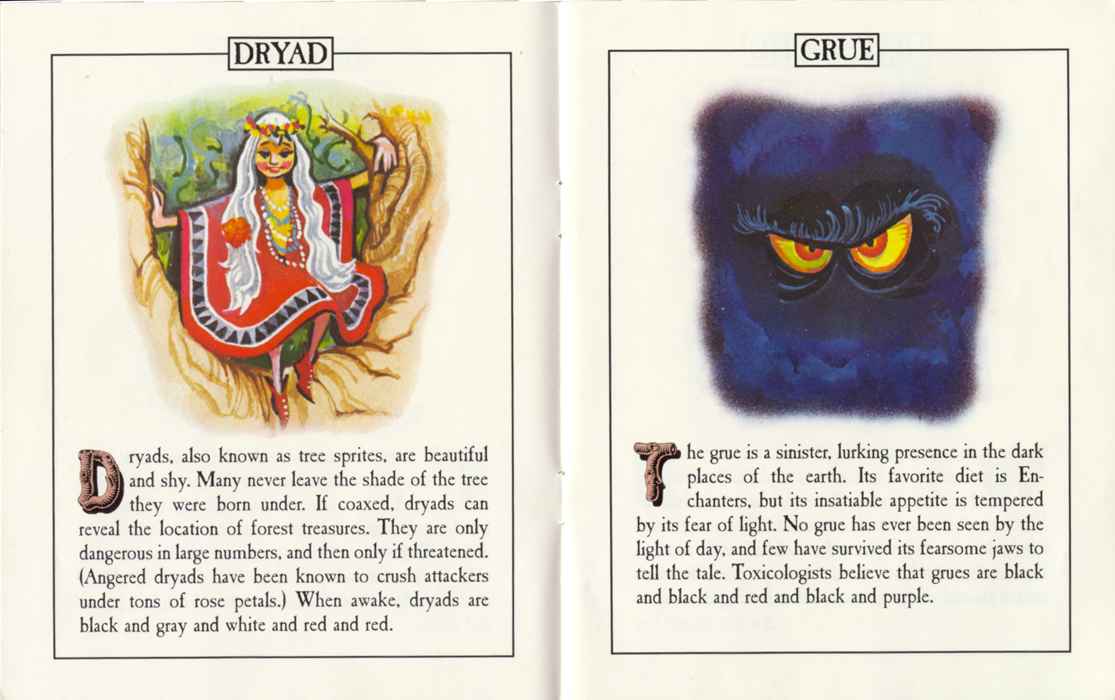 DRYAD
Dryads, also known as tree sprites, are beautiful
and shy. Many never leave the shade of the tree
they were born under. If coaxed, dryads can
reveal the location of forest treasures. They are only
dangerous in large numbers, and then only if threatened.
(Angered dryads have been known to crush attackers
under tons of rose petals.) When awake, dryads are
black and gray and white and red and red.
GRUE
The grue is a sinister, lurking presence in the dark
places of the earth. Its favorite diet is En-
chanters, but its insatiable appetite is tempered
by its fear of light. No grue has ever been seen by the
light of day, and few have survived its fearsome jaws to
tell the tale. Toxicologists believe that grues are black
and black and red and black and purple.